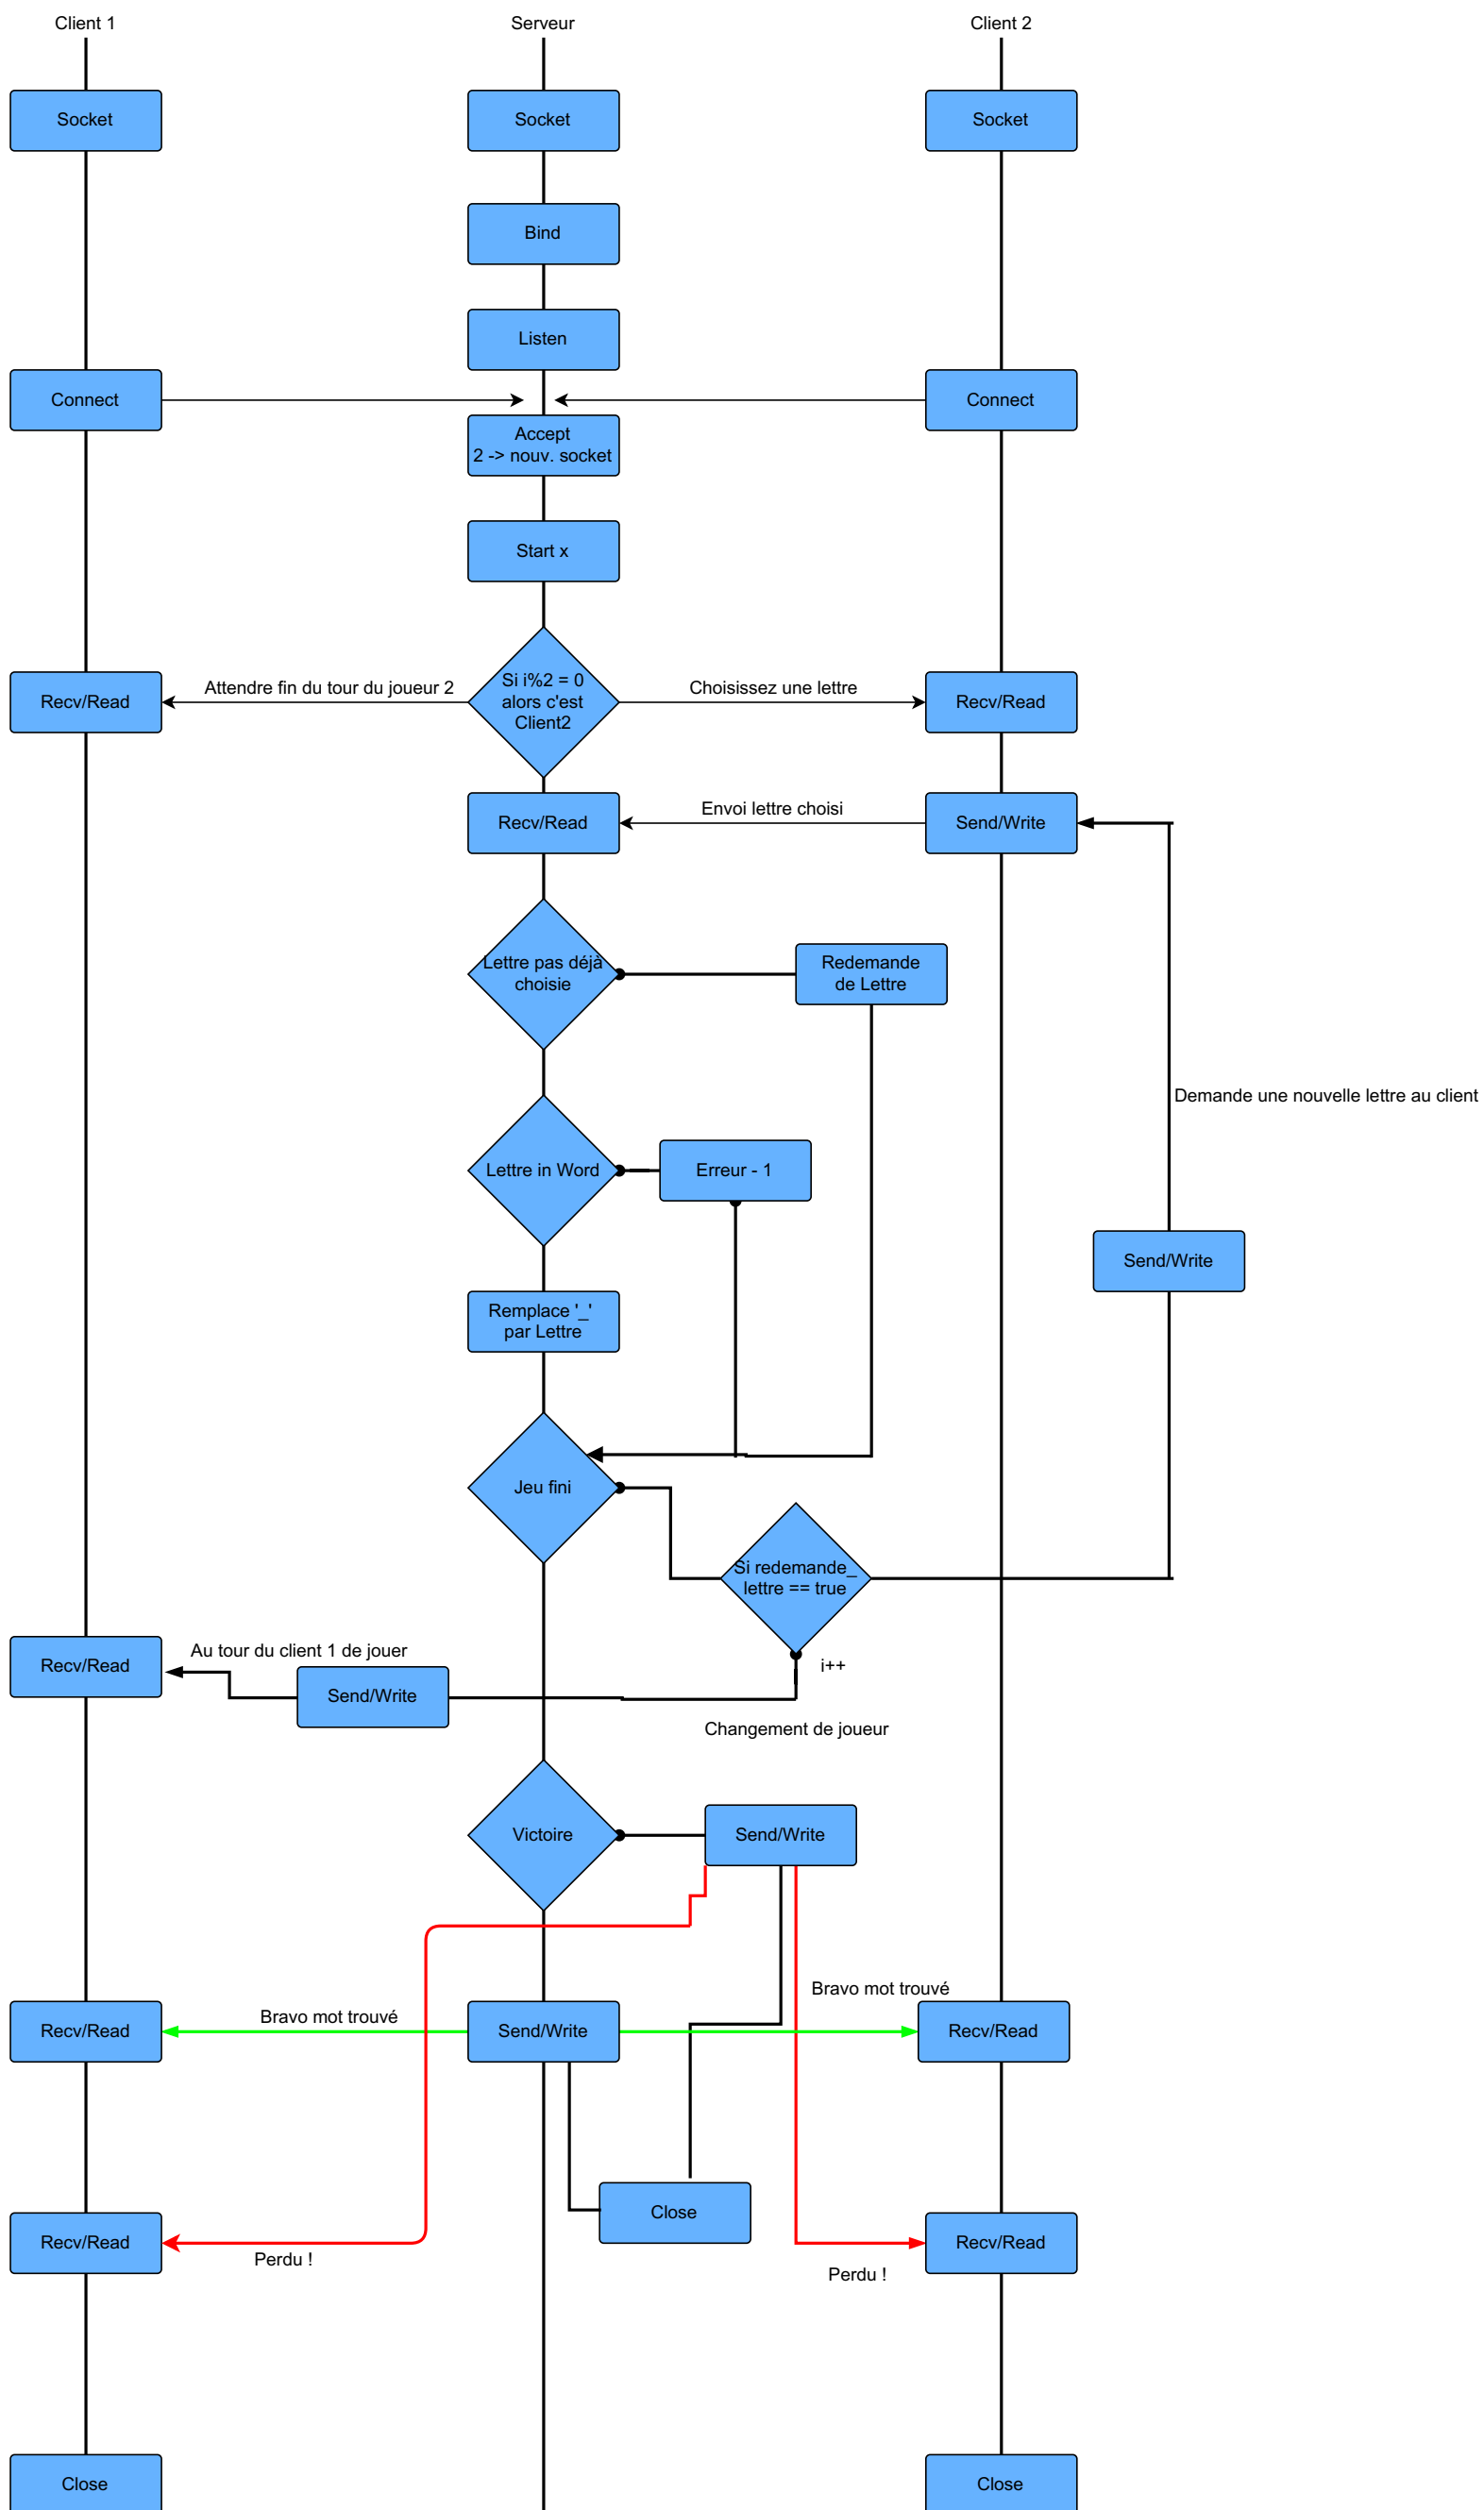 Client 1
Serveur
Client 2
Socket
Socket
Socket
Bind
Listen
Connect
Connect
Accept
2 -> nouv. socket
Start x
Recv/Read
Attendre fin du tour du joueur 2
Si i%2 = 0
alors c'est
Client2
Choisissez une lettre
Recv/Read
Recv/Read
Envoi lettre choisi
Send/Write
Lettre pas déjà
choisie
Redemande
de Lettre
Demande une nouvelle lettre au client
Lettre in Word
Erreur - 1
Send/Write
Remplace '_'
par Lettre
Jeu fini
Si redemande_
lettre == true
Recv/Read
Au tour du client 1 de jouer
Send/Write
i++
Changement de joueur
Victoire
Send/Write
Recv/Read
Bravo mot trouvé
Send/Write
Bravo mot trouvé
Recv/Read
Close
Recv/Read
Perdu !
Recv/Read
Perdu !
Close
Close